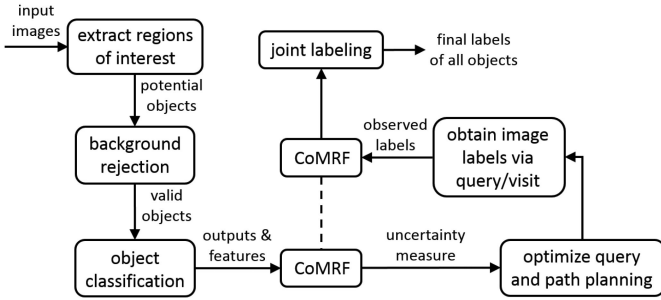 input
images
extract regions
of interest
potential
objects
background
rejection
valid
objects
object
classification
outputs &
features
CoMRF
uncertainty
measure
optimize query
and path planning
obtain image
labels via
query/visit
observed
labels
CoMRF
joint labeling
final labels
of all objects